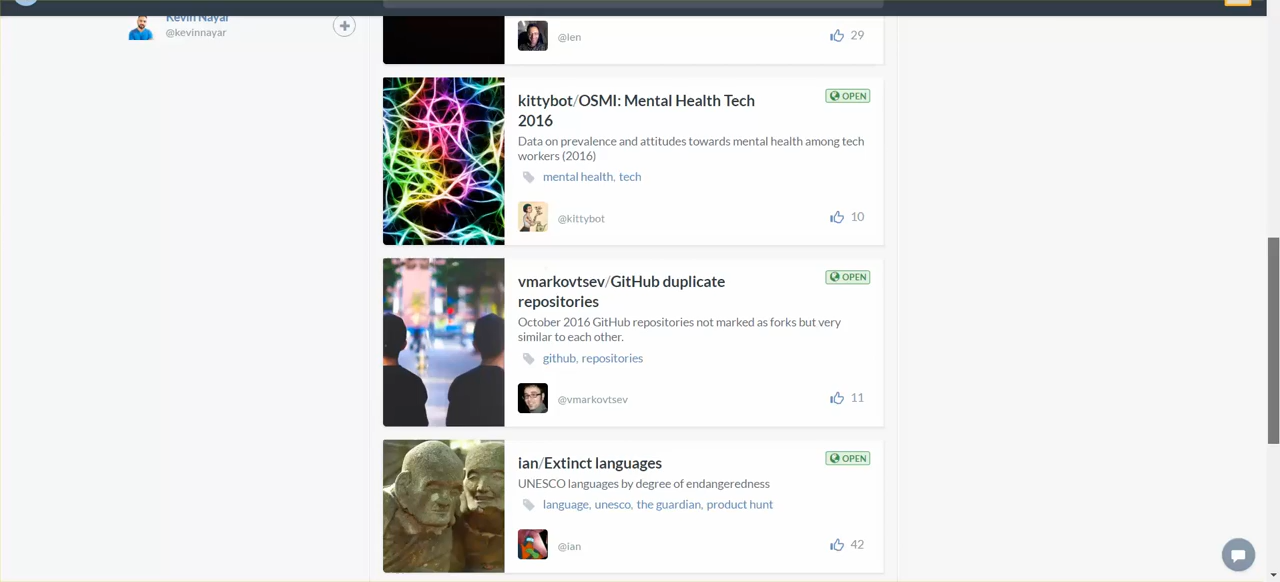 Kevin Nayar
@kevinnayar
@len
29
kittybot/OSMI: Mental Health Tech
2016
OPEN
Data on prevalence and attitudes towards mental health among tech
workers (2016)
mental health, tech
@kittybot
10
vmarkovtsev/GitHub duplicate
repositories
OPEN
October 2016 GitHub repositories not marked as forks but very
similar to each other.
github, repositories
@vmarkovtsev
11
ian/Extinct languages
OPEN
UNESCO languages by degree of endangeredness
language, unesco, the guardian, product hunt
@ian
42